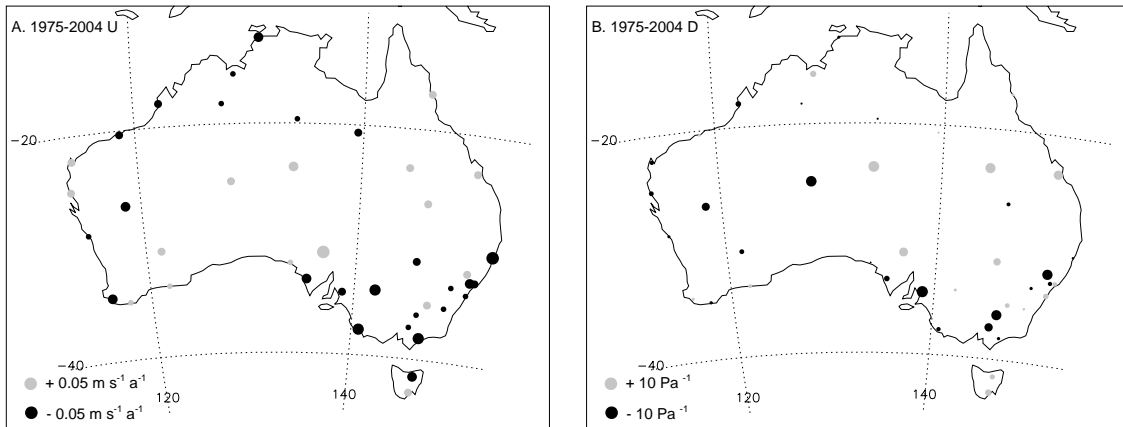 A. 1975-2004 U
−20
−40
+ 0.05 m s⁻¹ a⁻¹
- 0.05 m s⁻¹ a⁻¹
120
140
B. 1975-2004 D
−20
−40
+ 10 Pa⁻¹
- 10 Pa⁻¹
120
140